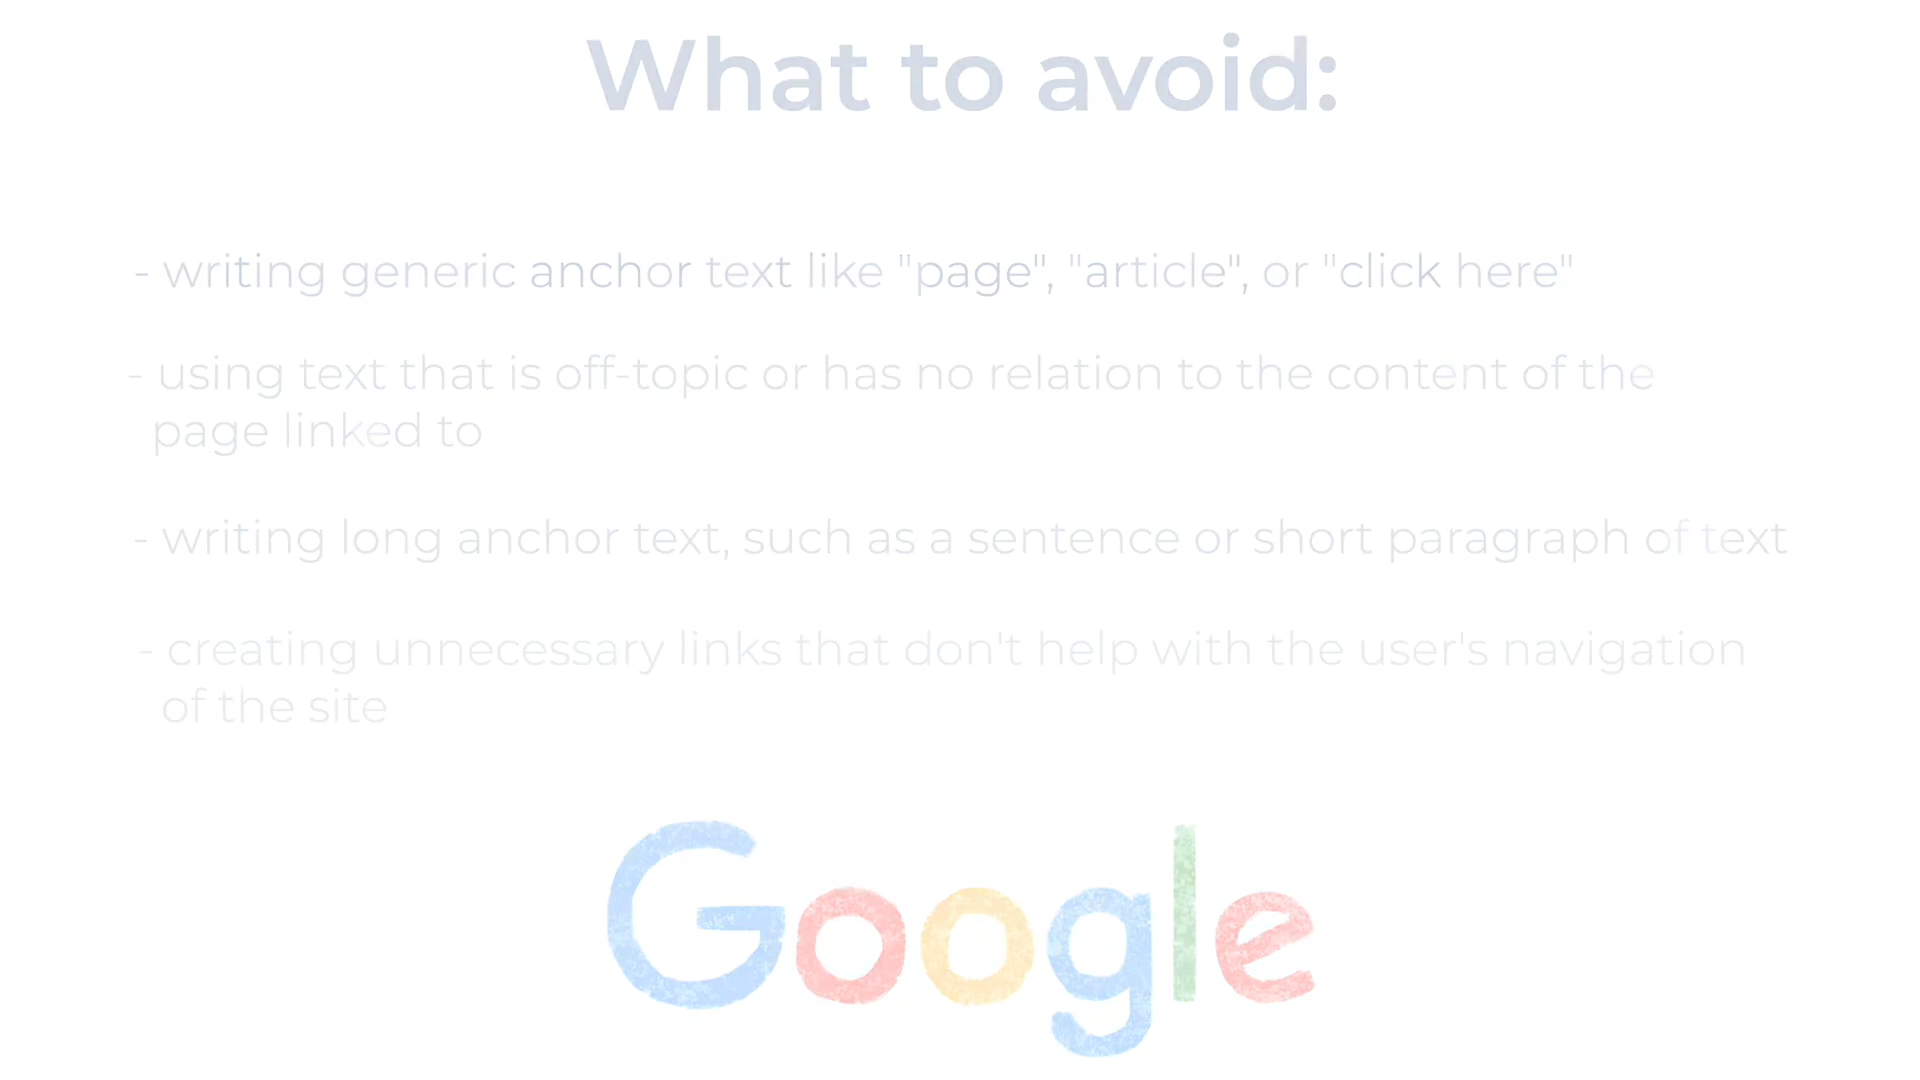 What to avoid:
- writing generic anchor text like "page", "article", or "click here"
- using text that is off-topic or has no relation to the content of the
page linked to
- writing long anchor text, such as a sentence or short paragraph of text
- creating unnecessary links that don't help with the user's navigation
of the site
Google